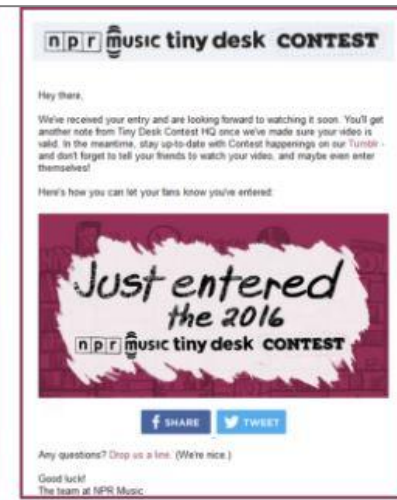 npr music tiny desk CONTEST
Hey there,
We've received your entry and are looking forward to watching it soon. You'll get
another note from Tiny Desk Contest HQ once we've made sure your video is
valid. In the meantime, stay up-to-date with Contest happenings on our Tumblr -
and don't forget to tell your friends to watch your video, and maybe even enter
themselves!
Here's how you can let your fans know you've entered:
Just entered
the 2016
npr music tiny desk CONTEST
f SHARE TWEET
Any questions? Drop us a line. (We're nice.)
Good luck!
The team at NPR Music